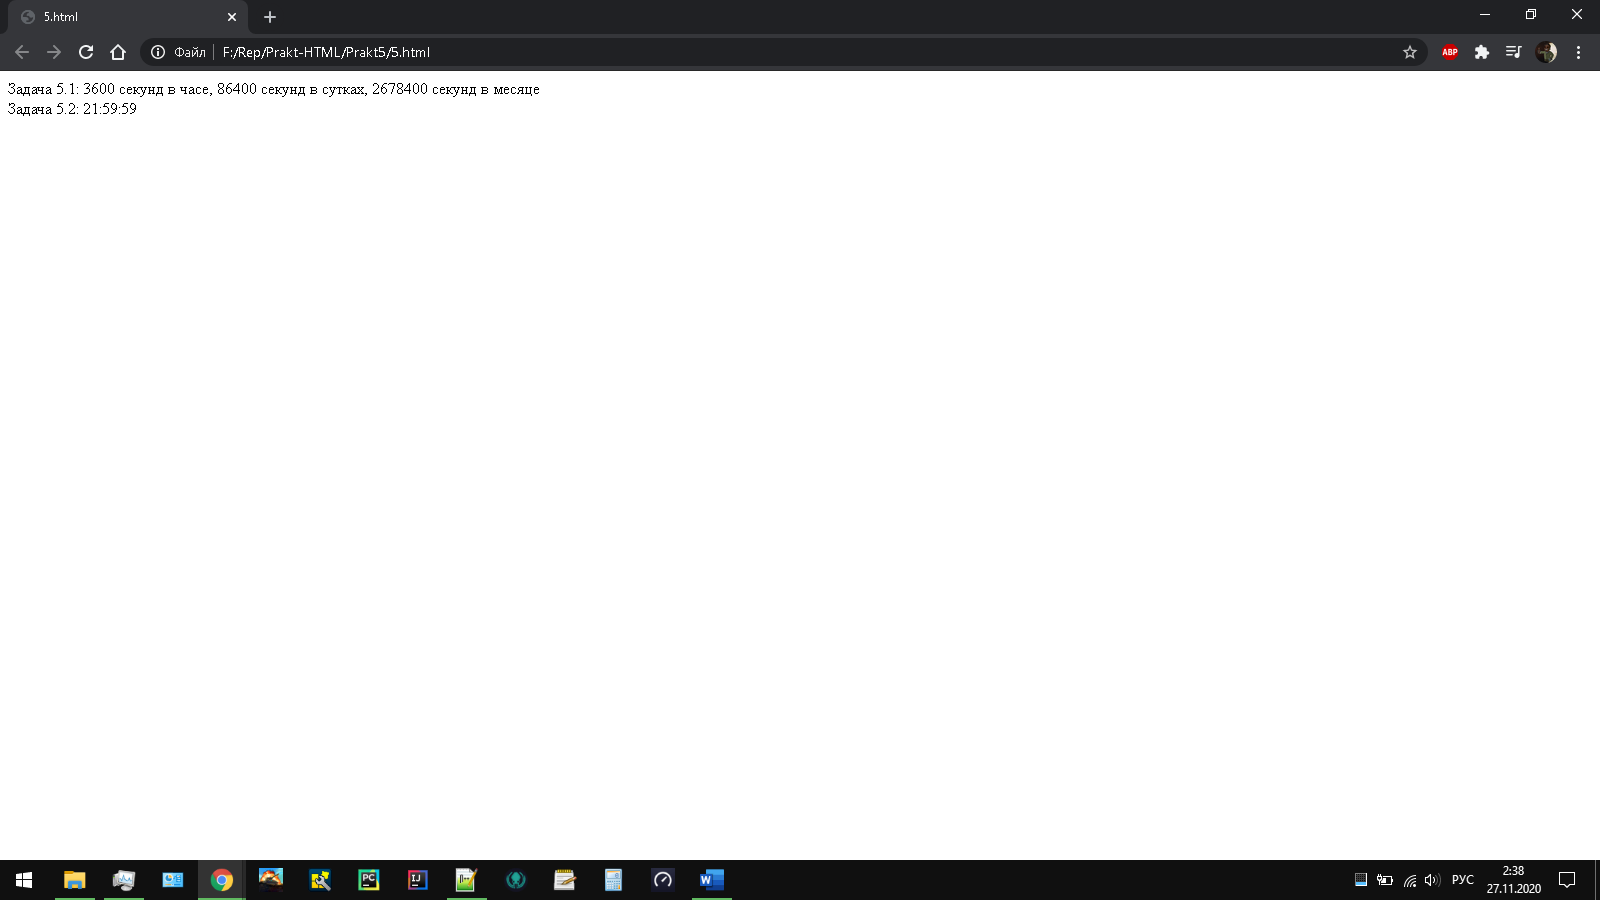 5.html
Файл
F:/Rep/Prakt-HTML/Prakt5/5.html
ABP
Задача 5.1: 3600 секунд в часе, 86400 секунд в сутках, 2678400 секунд в месяце
Задача 5.2: 21:59:59
PC
IJ
W
РУС
2:38
27.11.2020